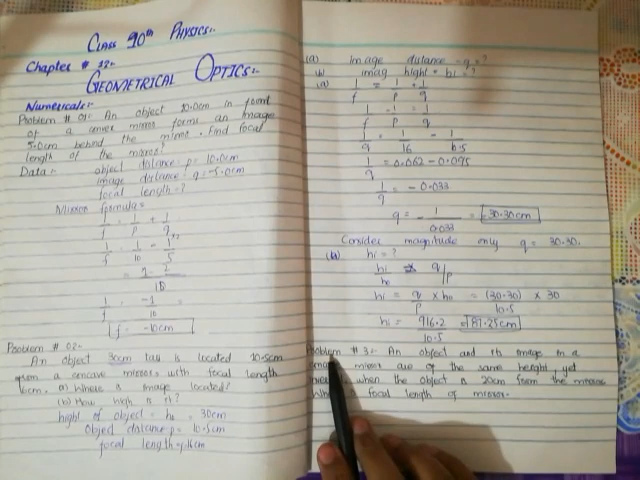 Class 10th Physics:-
Chapter # 12:-
GEOMETRICAL OPTICS:-
Numericals:-
Problem # 01:- An object 10.0cm in front
of a convex mirror forms an image
5.0cm behind the mirror. Find focal
length of the mirror?
Data:- object distance = p = 10.0cm
image distance = q = -5.0cm
focal length = ?
Mirror formula=
1/f = 1/p + 1/q
1/f = 1/10 - 1/5
= 1-2/10
1/f = -1/10
f = -10cm
Problem # 02:-
An object 30cm tall is located 10.5cm
from a concave mirror with focal length
16cm. (a) Where is image located?
(b) How high is it?
hight of object = ho = 30cm
Object distance = p = 10.5cm
focal length = 16cm
(a) image distance = q = ?
(b) imag hight = hi = ?
(a) 1/f = 1/p + 1/q
1/f - 1/p = 1/q
1/q = 1/16 - 1/10.5
1/q = 0.062 - 0.095
1/q = -0.033
q = -1/0.033 = -30.30cm
Consider magnitude only q = 30.30.
(b) hi = ?
hi/ho = q/p
hi = q/p × ho = (30.30)/10.5 × 30
hi = 916.2/10.5 = 87.25cm
Problem # 3:- An object and its image in a
mirror are of the same height, yet
when the object is 20cm from the mirror.
What is focal length of mirror.